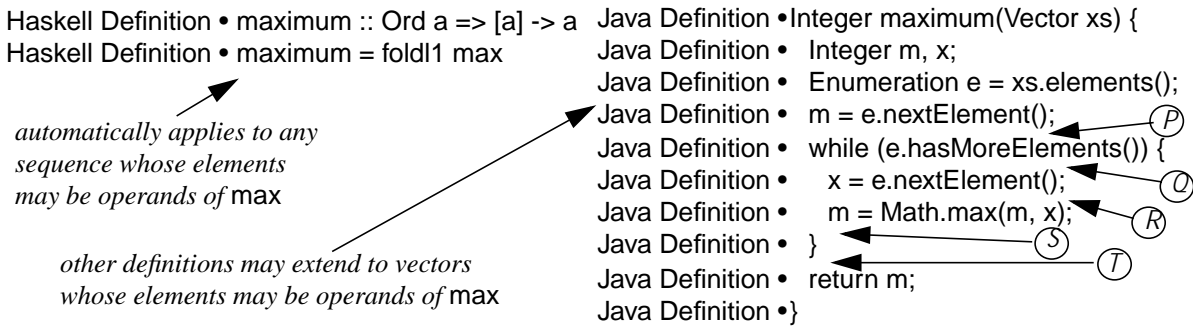 Haskell Definition • maximum :: Ord a => [a] -> a
Haskell Definition • maximum = foldl1 max
automatically applies to any
sequence whose elements
may be operands of max
other definitions may extend to vectors
whose elements may be operands of max
Java Definition •Integer maximum(Vector xs) {
Java Definition • Integer m, x;
Java Definition • Enumeration e = xs.elements();
Java Definition • m = e.nextElement();
P
Java Definition • while (e.hasMoreElements()) {
Java Definition • x = e.nextElement();
Q
Java Definition • m = Math.max(m, x);
R
Java Definition • }
S
T
Java Definition • return m;
Java Definition •}